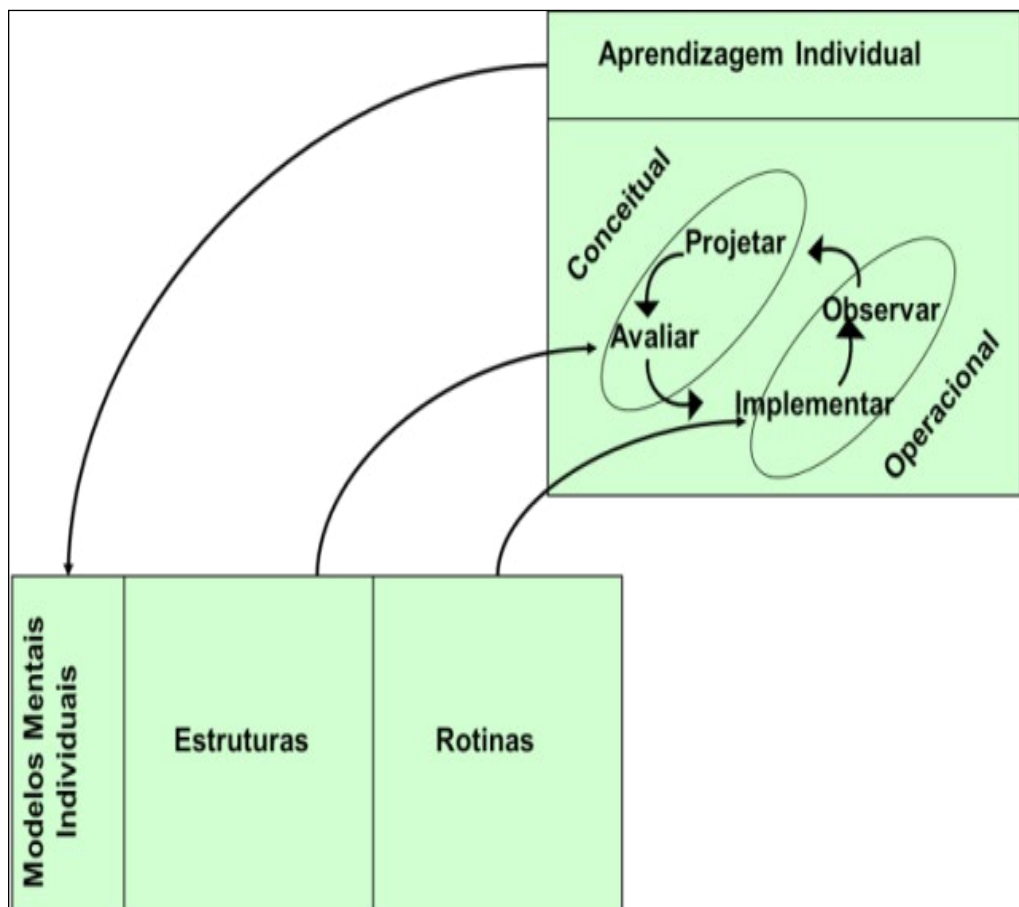 Aprendizagem Individual
Conceitual
Projetar
Observar
Avaliar
Implementar
Operacional
Modelos Mentais
Individuais
Estruturas
Rotinas